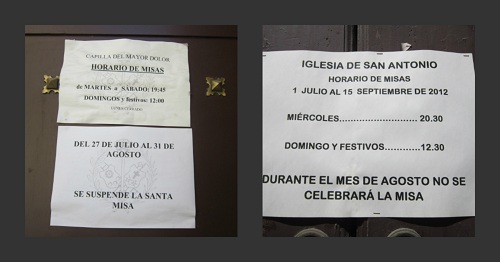 CAPILLA DEL MAYOR DOLOR
HORARIO DE MISAS
de MARTES a SÁBADO: 19:45
DOMINGOS y festivos: 12:00
DEL 27 DE JULIO AL 31 DE
AGOSTO
SE SUSPENDE LA SANTA
MISA
IGLESIA DE SAN ANTONIO
HORARIO DE MISAS
1 JULIO AL 15 SEPTIEMBRE DE 2012
MIÉRCOLES.............................. 20.30
DOMINGO Y FESTIVOS............12.30
DURANTE EL MES DE AGOSTO NO SE
CELEBRARÁ LA MISA